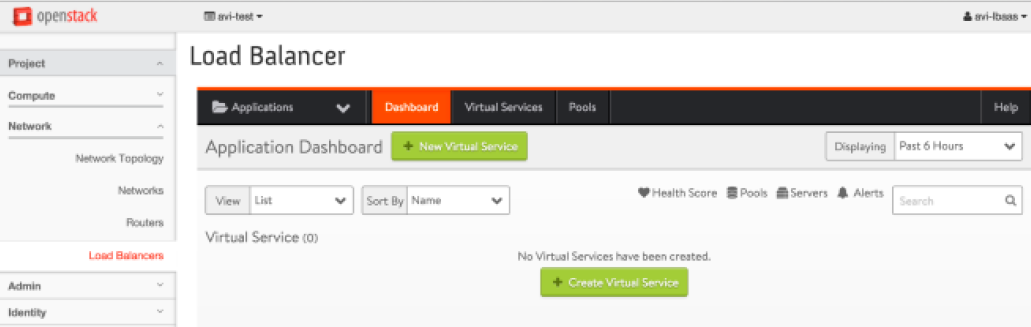 openstack
avi-test
avi-lbaas
Load Balancer
Project
Compute
Network
Network Topology
Networks
Routers
Load Balancers
Admin
Identity
Applications
Dashboard
Virtual Services
Pools
Help
Application Dashboard
+ New Virtual Service
Displaying
Past 6 Hours
View
List
Sort By
Name
Health Score
Pools
Servers
Alerts
Search
Virtual Service (0)
No Virtual Services have been created.
+ Create Virtual Service